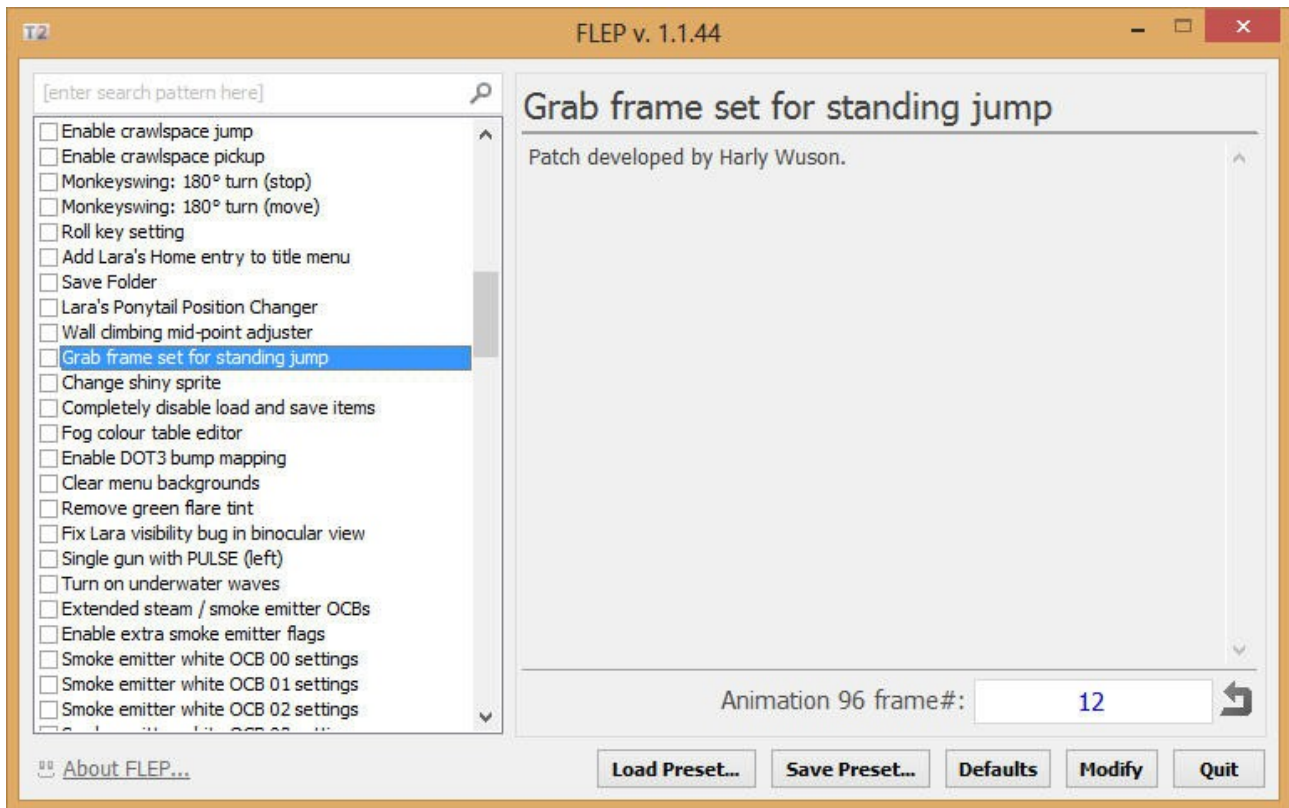 T2
FLEP v. 1.1.44
[enter search pattern here]
Enable crawlspace jump
Enable crawlspace pickup
Monkeyswing: 180° turn (stop)
Monkeyswing: 180° turn (move)
Roll key setting
Add Lara's Home entry to title menu
Save Folder
Lara's Ponytail Position Changer
Wall climbing mid-point adjuster
Grab frame set for standing jump
Change shiny sprite
Completely disable load and save items
Fog colour table editor
Enable DOT3 bump mapping
Clear menu backgrounds
Remove green flare tint
Fix Lara visibility bug in binocular view
Single gun with PULSE (left)
Turn on underwater waves
Extended steam / smoke emitter OCBs
Enable extra smoke emitter flags
Smoke emitter white OCB 00 settings
Smoke emitter white OCB 01 settings
Smoke emitter white OCB 02 settings
Grab frame set for standing jump
Patch developed by Harly Wuson.
Animation 96 frame#: 12
About FLEP...
Load Preset... Save Preset... Defaults Modify Quit